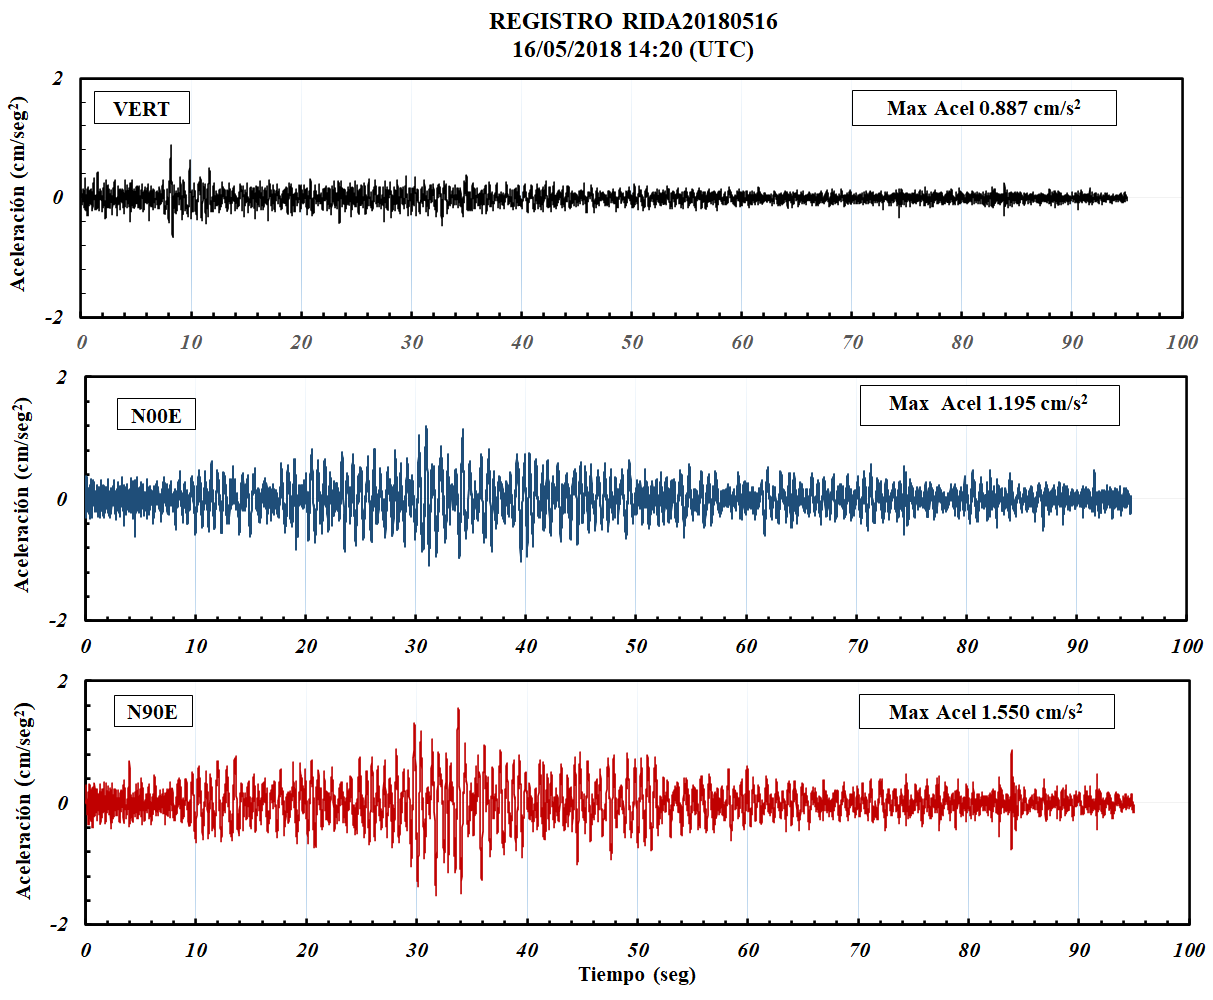 REGISTRO RIDA20180516
16/05/2018 14:20 (UTC)
Aceleración (cm/seg²)
2
0
-2
VERT
Max Acel 0.887 cm/s²
0 10 20 30 40 50 60 70 80 90 100
Aceleración (cm/seg²)
2
0
-2
N00E
Max Acel 1.195 cm/s²
0 10 20 30 40 50 60 70 80 90 100
Aceleración (cm/seg²)
2
0
-2
N90E
Max Acel 1.550 cm/s²
0 10 20 30 40 50 60 70 80 90 100
Tiempo (seg)